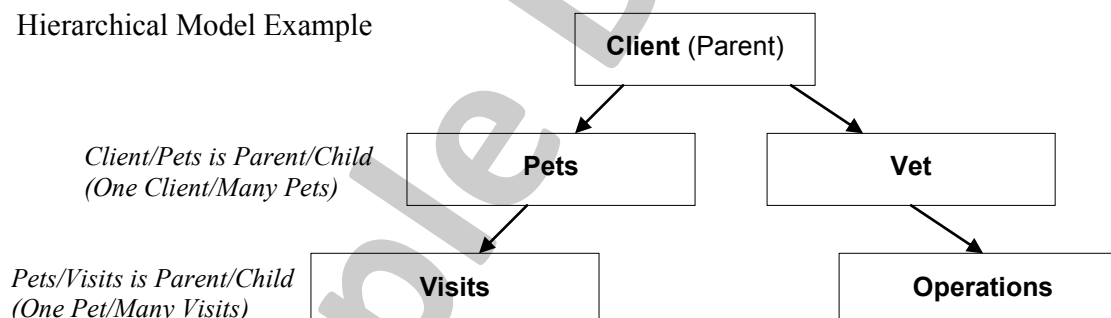 Hierarchical Model Example
Client (Parent)
Client/Pets is Parent/Child
(One Client/Many Pets)
Pets
Vet
Pets/Visits is Parent/Child
(One Pet/Many Visits)
Visits
Operations